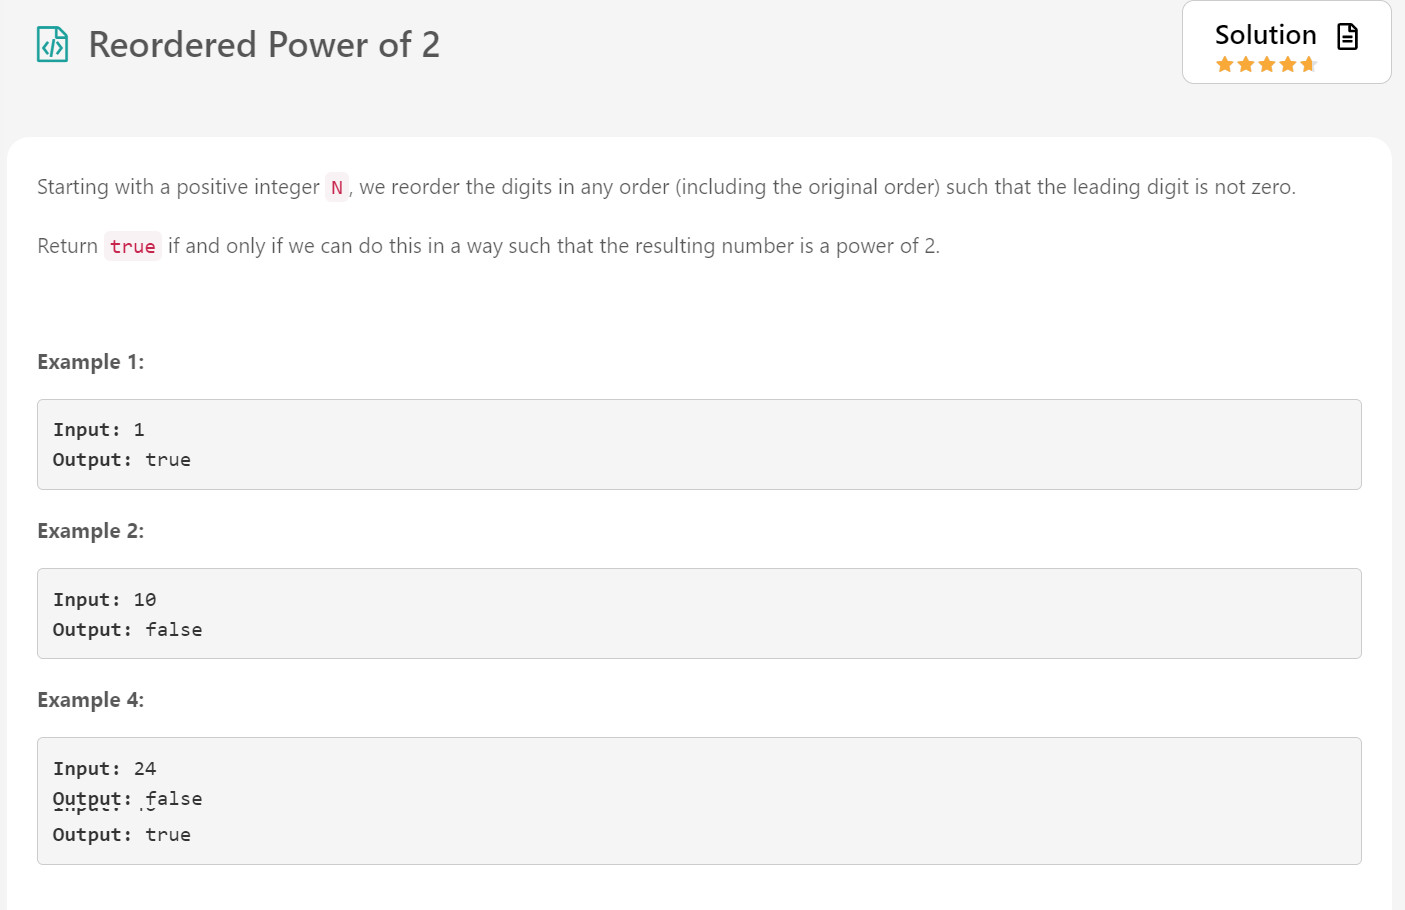 Reordered Power of 2
Solution
Starting with a positive integer N, we reorder the digits in any order (including the original order) such that the leading digit is not zero.
Return true if and only if we can do this in a way such that the resulting number is a power of 2.
Example 1:
Input: 1
Output: true
Example 2:
Input: 10
Output: false
Example 4:
Input: 24
Output: false
Output: true